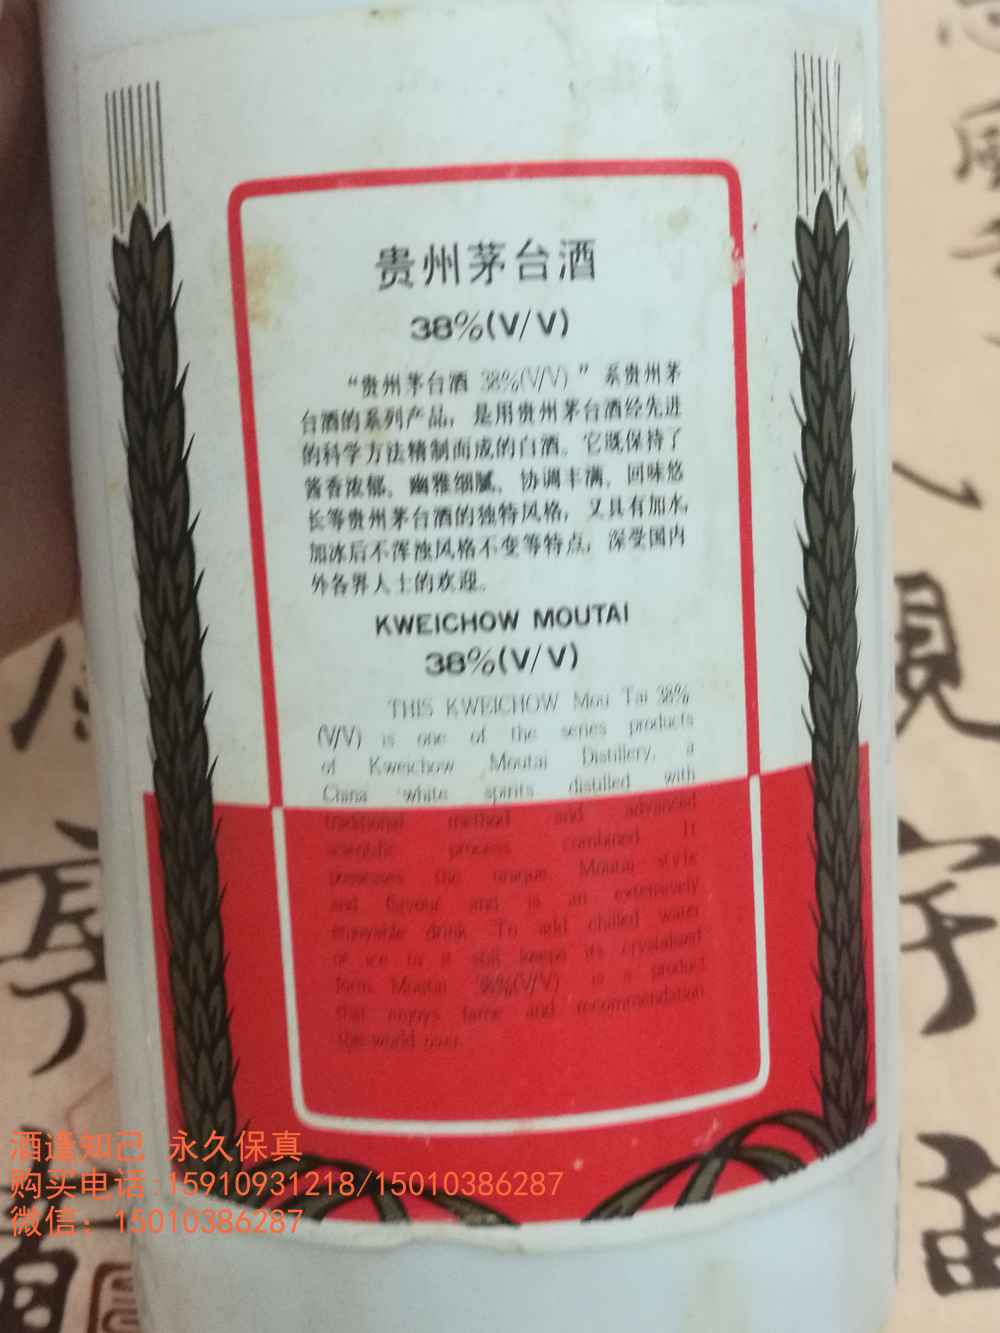 贵州茅台酒
38%(V/V)
“贵州茅台酒 38%(V/V)”系贵州茅
台酒的系列产品，是用贵州茅台酒经先进
的科学方法精制而成的白酒。它既保持了
酱香浓郁、幽雅细腻、协调丰满、回味悠
长等贵州茅台酒的独特风格，又具有加水，
加冰后不浑浊风格不变等特点，深受国内
外各界人士的欢迎。
KWEICHOW MOUTAI
38%(V/V)
THIS KWEICHOW Mou Tai 38%
(V/V) is one of the series products
of Kweichow Moutai Distillery, a
China white spirits distilled with
traditional method and advanced
scientific process combined. It
possesses the unique Moutai style
and flavour and is an extensively
enjoyable drink. To add chilled water
or ice to it still keeps its crystalized
form. Moutai 38%(V/V) is a product
that enjoys fame and recommendation
the world over.
酒逢知己 永久保真
购买电话:15910931218/15010386287
微信：15010386287